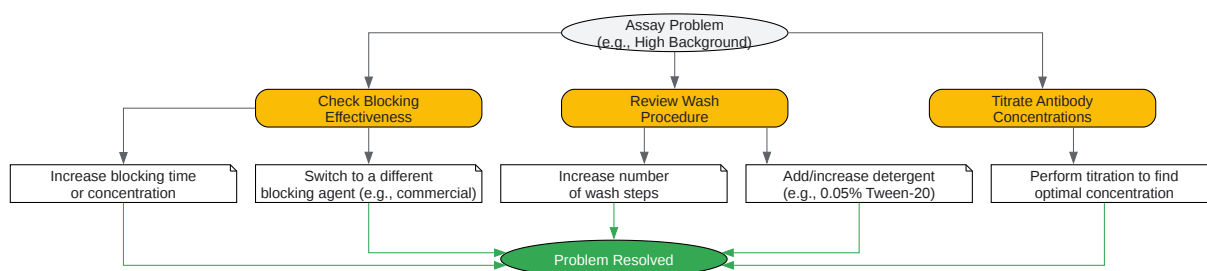 Assay Problem
(e.g., High Background)
Check Blocking
Effectiveness
Review Wash
Procedure
Titrate Antibody
Concentrations
Increase blocking time
or concentration
Switch to a different
blocking agent (e.g., commercial)
Increase number
of wash steps
Add/increase detergent
(e.g., 0.05% Tween-20)
Perform titration to find
optimal concentration
Problem Resolved